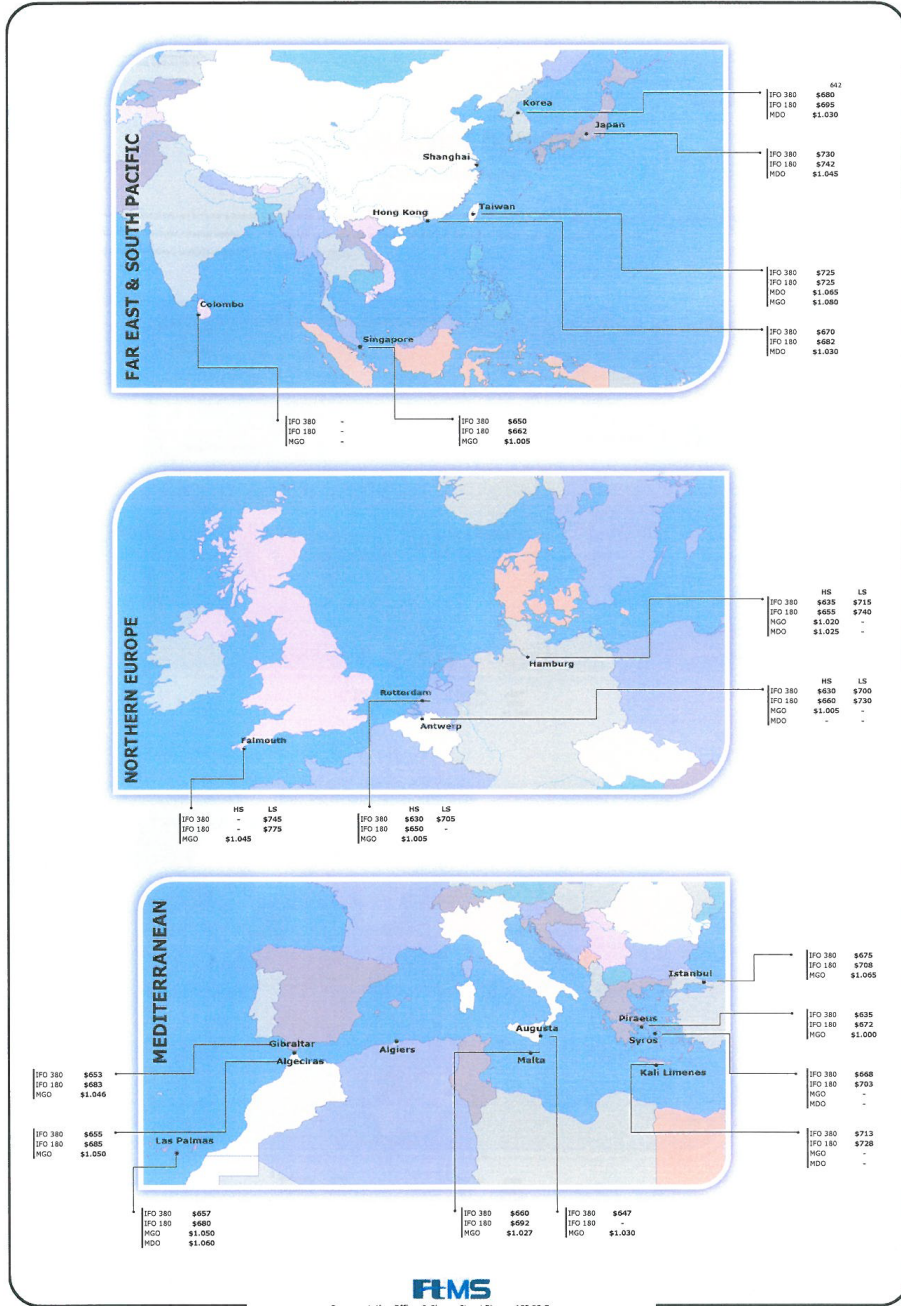 FAR EAST & SOUTH PACIFIC
Korea
Japan
Shanghai
Taiwan
Hong Kong
Colombo
Singapore
642
IFO 380 $680
IFO 180 $695
MDO $1.030
IFO 380 $730
IFO 180 $742
MDO $1.045
IFO 380 $725
IFO 180 $725
MDO $1.065
MGO $1.080
IFO 380 $670
IFO 180 $682
MDO $1.030
IFO 380 -
IFO 180 -
MGO -
IFO 380 $650
IFO 180 $662
MGO $1.005
NORTHERN EUROPE
Hamburg
Rotterdam
Antwerp
Falmouth
HS LS
IFO 380 $635 $715
IFO 180 $655 $740
MGO $1.020 -
MDO $1.025 -
HS LS
IFO 380 $630 $700
IFO 180 $660 $730
MGO $1.005 -
MDO - -
HS LS
IFO 380 - $745
IFO 180 - $775
MGO $1.045
HS LS
IFO 380 $630 $705
IFO 180 $650 -
MGO $1.005
MEDITERRANEAN
Istanbul
Piraeus
Syros
Augusta
Malta
Kali Limenes
Gibraltar
Algeciras
Algiers
Las Palmas
IFO 380 $675
IFO 180 $708
MGO $1.065
IFO 380 $635
IFO 180 $672
MGO $1.000
IFO 380 $668
IFO 180 $703
MGO -
MDO -
IFO 380 $713
IFO 180 $728
MGO -
MDO -
IFO 380 $653
IFO 180 $683
MGO $1.046
IFO 380 $655
IFO 180 $685
MGO $1.050
IFO 380 $657
IFO 180 $680
MGO $1.050
MDO $1.060
IFO 380 $660
IFO 180 $692
MGO $1.027
IFO 380 $647
IFO 180 -
MGO $1.030
FtMS